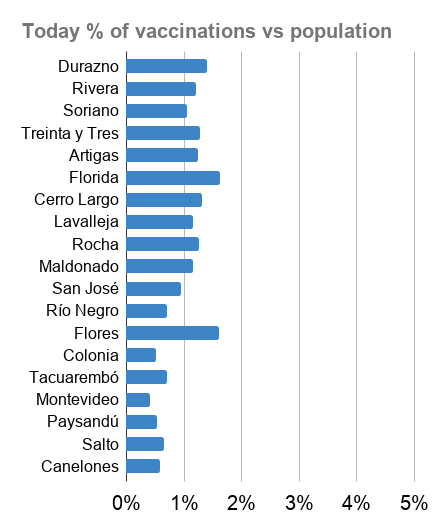 Today % of vaccinations vs population
Durazno
Rivera
Soriano
Treinta y Tres
Artigas
Florida
Cerro Largo
Lavalleja
Rocha
Maldonado
San José
Río Negro
Flores
Colonia
Tacuarembó
Montevideo
Paysandú
Salto
Canelones
0% 1% 2% 3% 4% 5%